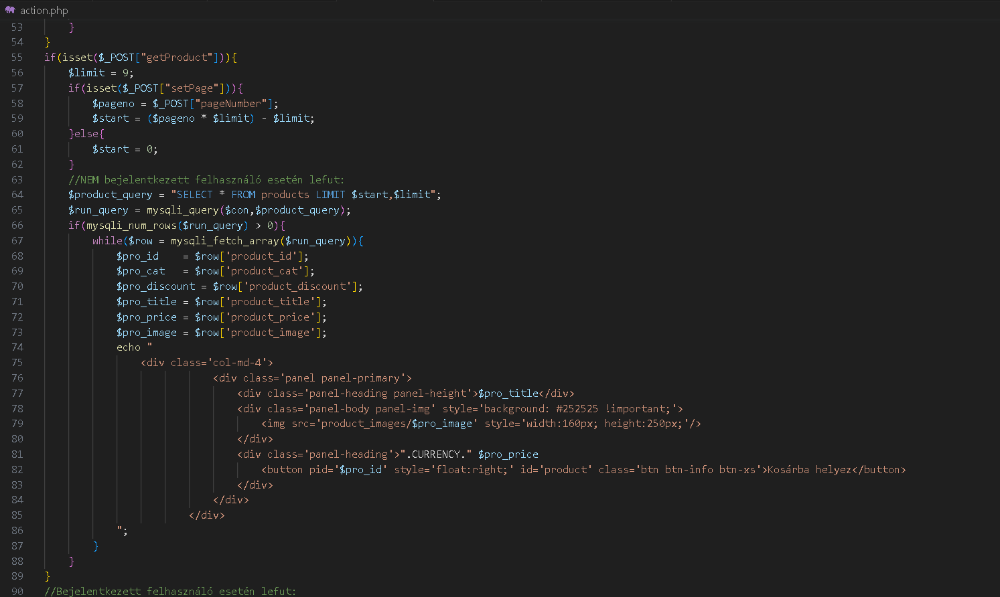 action.php
53 }
54 }
55 if(isset($_POST["getProduct"])){
56 $limit = 9;
57 if(isset($_POST["setPage"])){
58 $pageno = $_POST["pageNumber"];
59 $start = ($pageno * $limit) - $limit;
60 }else{
61 $start = 0;
62 }
63 //NEM bejelentkezett felhasználó esetén lefut:
64 $product_query = "SELECT * FROM products LIMIT $start,$limit";
65 $run_query = mysqli_query($con,$product_query);
66 if(mysqli_num_rows($run_query) > 0){
67 while($row = mysqli_fetch_array($run_query)){
68 $pro_id    = $row['product_id'];
69 $pro_cat   = $row['product_cat'];
70 $pro_discount = $row['product_discount'];
71 $pro_title = $row['product_title'];
72 $pro_price = $row['product_price'];
73 $pro_image = $row['product_image'];
74 echo "
75 <div class='col-md-4'>
76 <div class='panel panel-primary'>
77 <div class='panel-heading panel-height'>$pro_title</div>
78 <div class='panel-body panel-img' style='background: #252525 !important;'>
79 <img src='product_images/$pro_image' style='width:160px; height:250px;'/>
80 </div>
81 <div class='panel-heading'>".CURRENCY." $pro_price
82 <button pid='$pro_id' style='float:right;' id='product' class='btn btn-info btn-xs'>Kosárba helyez</button>
83 </div>
84 </div>
85 </div>
86 ";
87 }
88 }
89 }
90 //Bejelentkezett felhasználó esetén lefut: